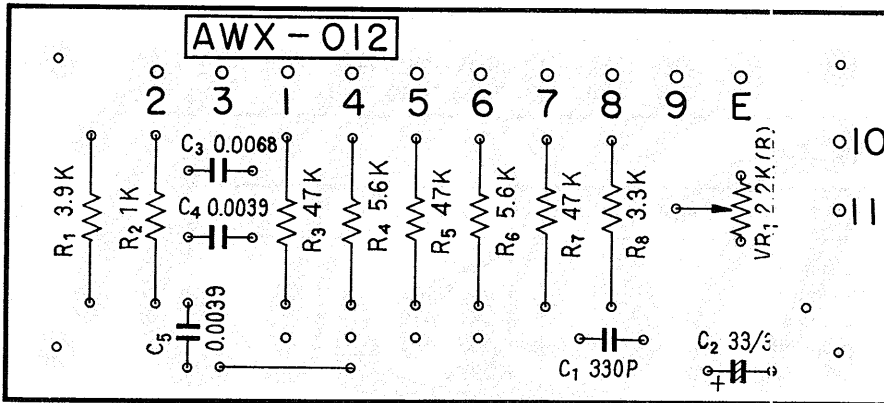 AWX-012
2 3 1 4 5 6 7 8 9 E
10
11
R1 3.9K
R2 1K
C3 0.0068
C4 0.0039
C5 0.0039
R3 47K
R4 5.6K
R5 47K
R6 5.6K
R7 47K
R8 3.3K
VR1 2.2K(B)
C1 330P
C2 33/3
+